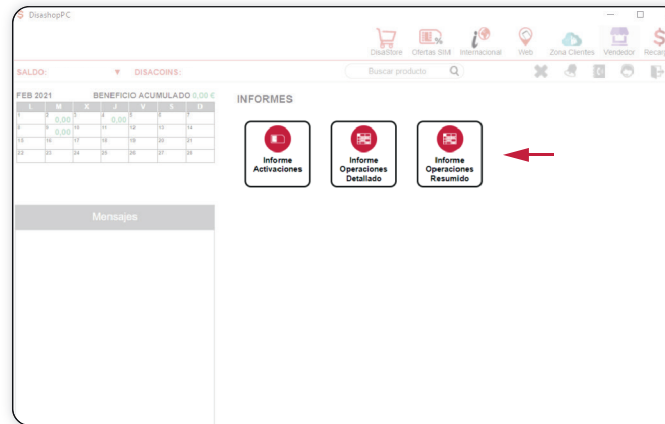 DisashopPC
DisaStore Ofertas SIM Internacional Web Zona Clientes Vendedor Recarg
SALDO: DISACOINS: Buscar producto
FEB 2021 BENEFICIO ACUMULADO 0,00 €
L M X J V S D
1 2 0,00 3 4 0,00 5 6 7
8 9 0,00 10 11 12 13 14
15 16 17 18 19 20 21
22 23 24 25 26 27 28
INFORMES
Informe
Activaciones
Informe
Operaciones
Detallado
Informe
Operaciones
Resumido
Mensajes